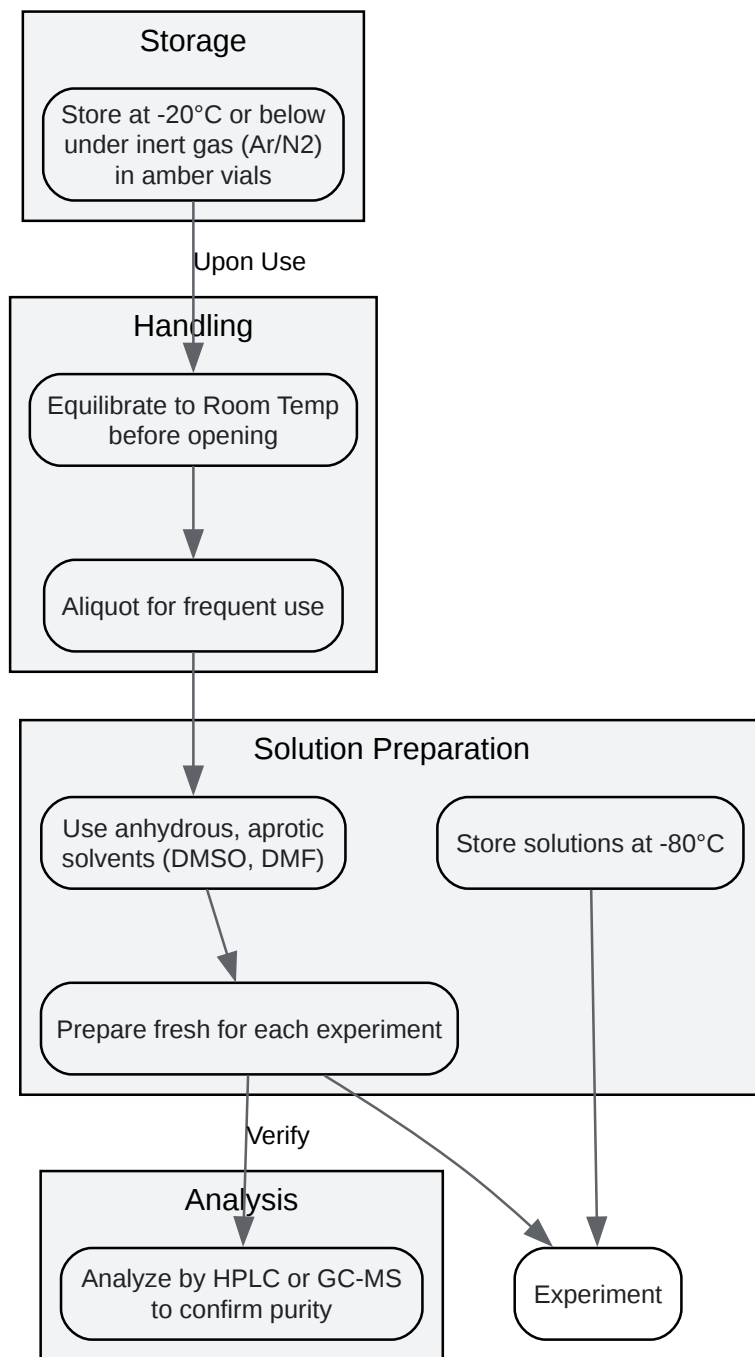 Storage
Store at -20°C or below
under inert gas (Ar/N2)
in amber vials
Upon Use
Handling
Equilibrate to Room Temp
before opening
Aliquot for frequent use
Solution Preparation
Use anhydrous, aprotic
solvents (DMSO, DMF)
Store solutions at -80°C
Prepare fresh for each experiment
Verify
Analysis
Analyze by HPLC or GC-MS
to confirm purity
Experiment